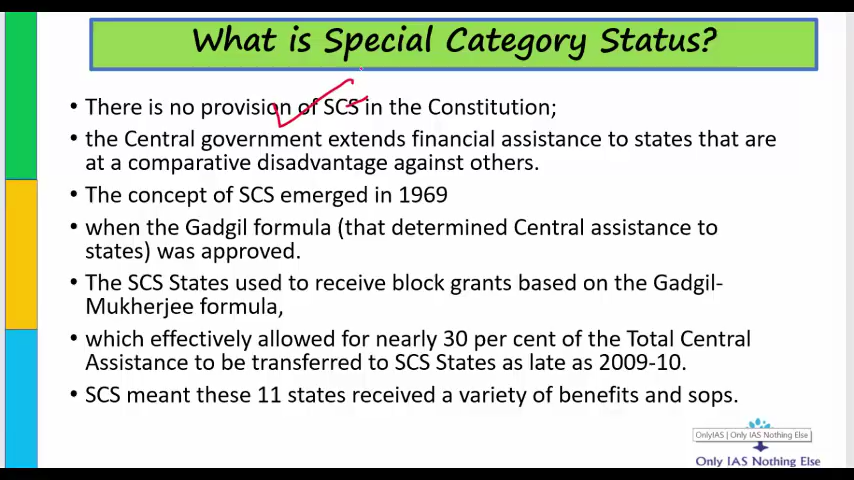 What is Special Category Status?
• There is no provision of SCS in the Constitution;
• the Central government extends financial assistance to states that are
at a comparative disadvantage against others.
• The concept of SCS emerged in 1969
• when the Gadgil formula (that determined Central assistance to
states) was approved.
• The SCS States used to receive block grants based on the Gadgil-
Mukherjee formula,
• which effectively allowed for nearly 30 per cent of the Total Central
Assistance to be transferred to SCS States as late as 2009-10.
• SCS meant these 11 states received a variety of benefits and sops.
OnlyIAS | Only IAS Nothing Else
Only IAS Nothing Else